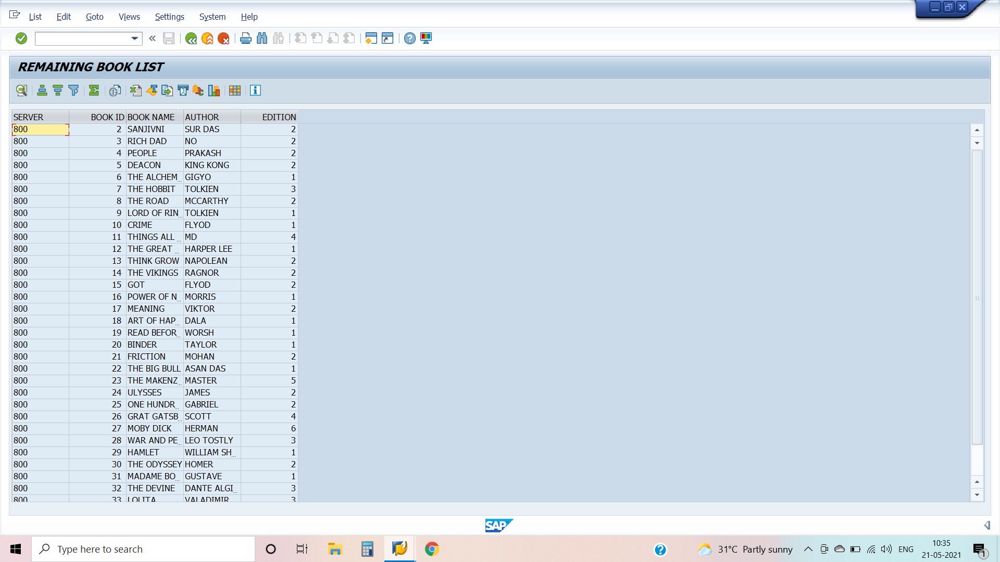 List Edit Goto Views Settings System Help
REMAINING BOOK LIST
SERVER BOOK ID BOOK NAME AUTHOR EDITION
800 2 SANJIVNI SUR DAS 2
800 3 RICH DAD NO 2
800 4 PEOPLE PRAKASH 2
800 5 DEACON KING KONG 2
800 6 THE ALCHEM... GIGYO 1
800 7 THE HOBBIT TOLKIEN 3
800 8 THE ROAD MCCARTHY 2
800 9 LORD OF RIN... TOLKIEN 1
800 10 CRIME FLYOD 1
800 11 THINGS ALL ... MD 4
800 12 THE GREAT ... HARPER LEE 1
800 13 THINK GROW NAPOLEAN 2
800 14 THE VIKINGS RAGNOR 2
800 15 GOT FLYOD 2
800 16 POWER OF N... MORRIS 1
800 17 MEANING VIKTOR 2
800 18 ART OF HAP... DALA 1
800 19 READ BEFOR... WORSH 1
800 20 BINDER TAYLOR 1
800 21 FRICTION MOHAN 2
800 22 THE BIG BULL ASAN DAS 1
800 23 THE MAKENZ... MASTER 5
800 24 ULYSSES JAMES 2
800 25 ONE HUNDR... GABRIEL 2
800 26 GRAT GATSB... SCOTT 4
800 27 MOBY DICK HERMAN 6
800 28 WAR AND PE... LEO TOSTLY 3
800 29 HAMLET WILLIAM SH... 1
800 30 THE ODYSSEY HOMER 2
800 31 MADAME BO... GUSTAVE 1
800 32 THE DEVINE DANTE ALGI... 3
800 33 LOLITA VALADIMIR 3
SAP
Type here to search
31°C Partly sunny ENG 10:35
21-05-2021 1